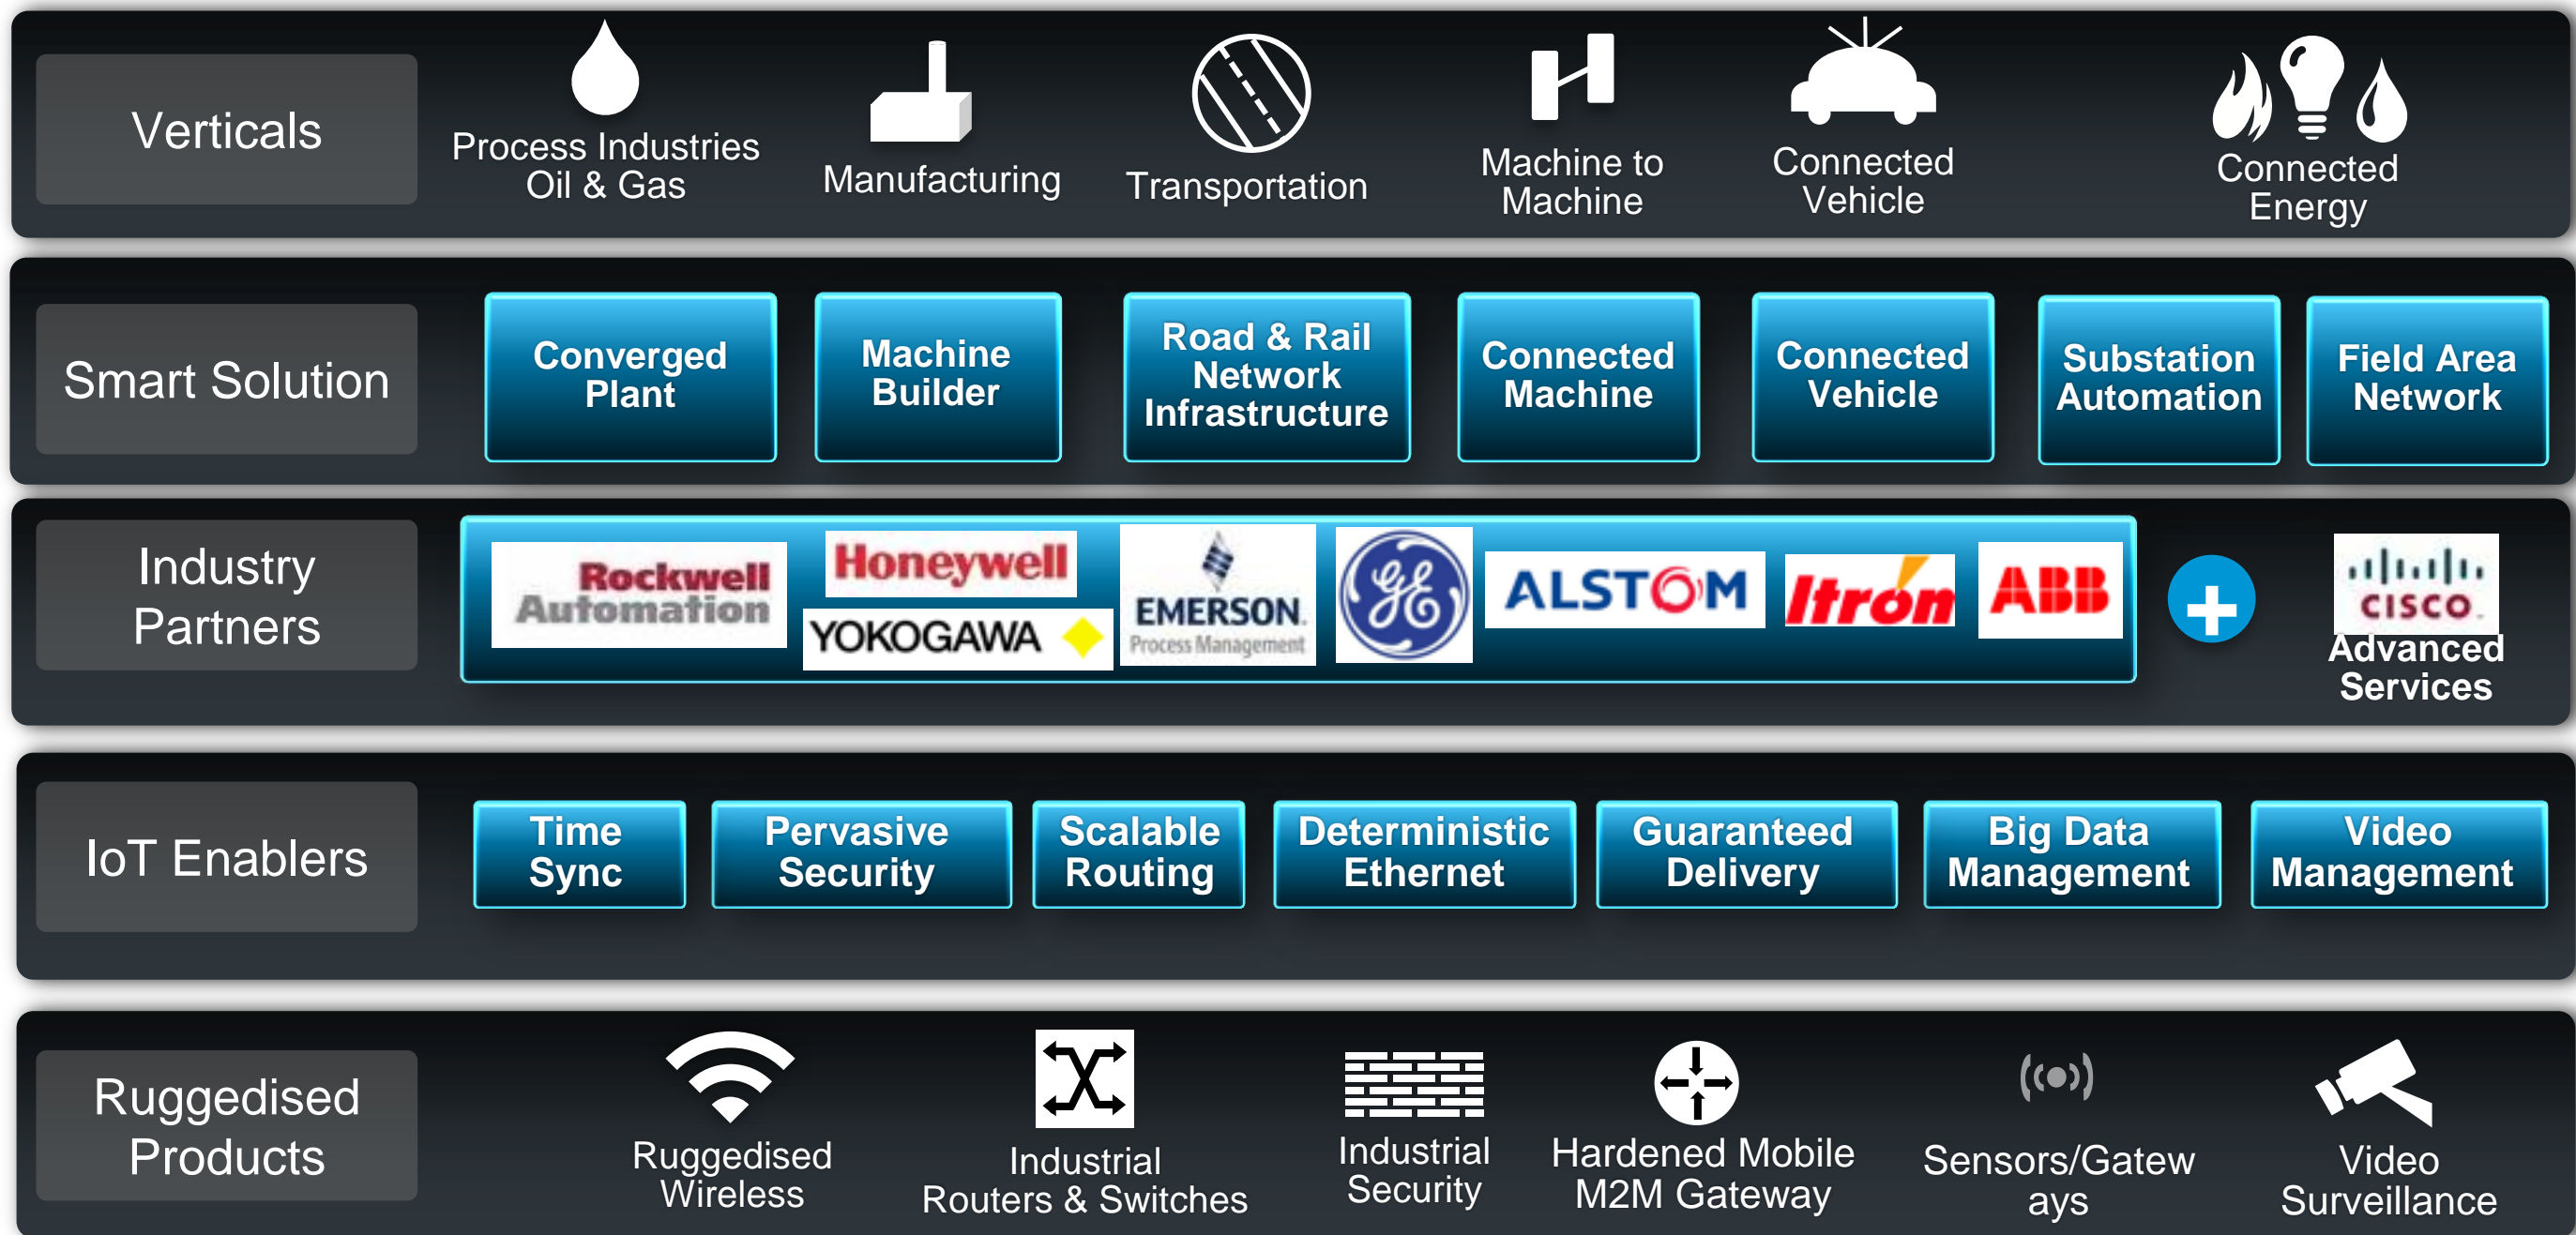 Verticals
Process Industries
Oil & Gas
Manufacturing
Transportation
Machine to
Machine
Connected
Vehicle
Connected
Energy
Smart Solution
Converged
Plant
Machine
Builder
Road & Rail
Network
Infrastructure
Connected
Machine
Connected
Vehicle
Substation
Automation
Field Area
Network
Industry
Partners
Rockwell
Automation
Honeywell
YOKOGAWA
EMERSON.
Process Management
GE
ALSTOM
Itron
ABB
CISCO.
Advanced
Services
IoT Enablers
Time
Sync
Pervasive
Security
Scalable
Routing
Deterministic
Ethernet
Guaranteed
Delivery
Big Data
Management
Video
Management
Ruggedised
Products
Ruggedised
Wireless
Industrial
Routers & Switches
Industrial
Security
Hardened Mobile
M2M Gateway
Sensors/Gatew
ays
Video
Surveillance